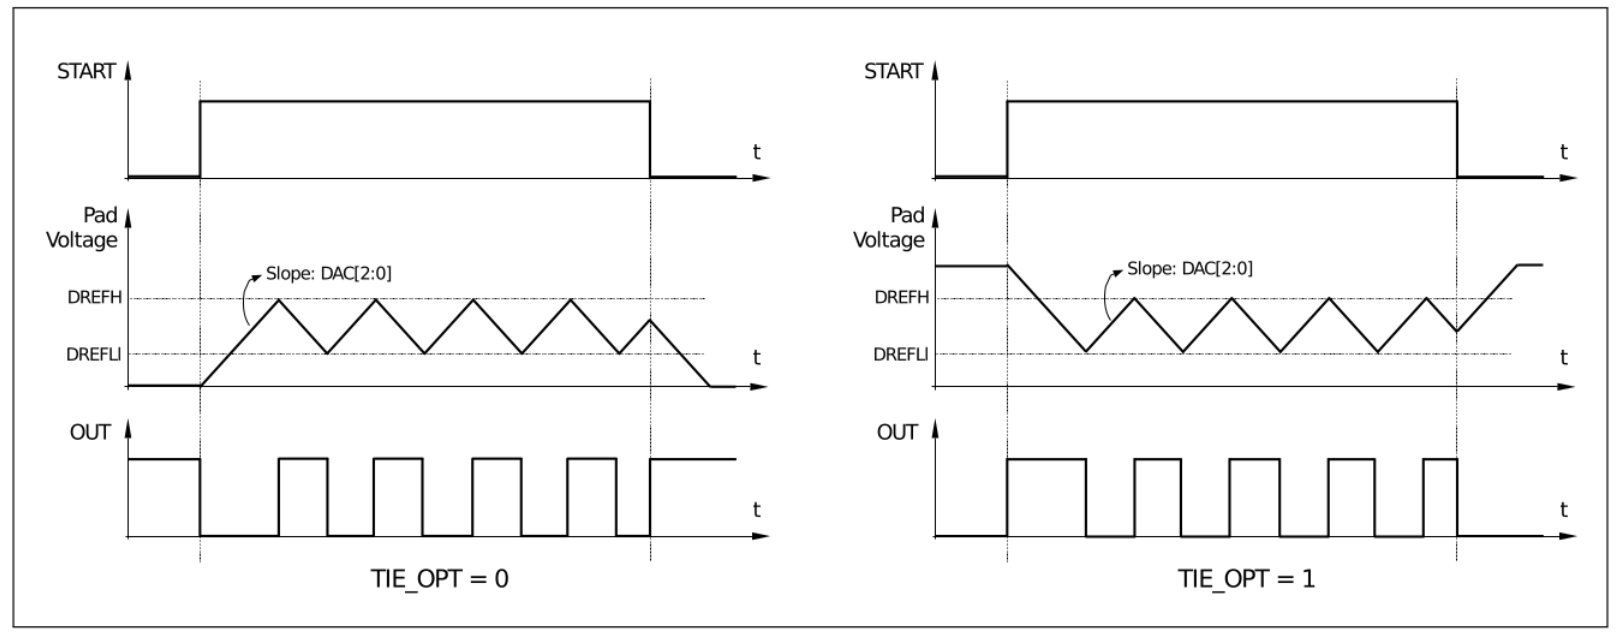 START
t
Pad
Voltage
Slope: DAC[2:0]
DREFH
DREFLI
t
OUT
t
TIE_OPT = 0
START
t
Pad
Voltage
Slope: DAC[2:0]
DREFH
DREFLI
t
OUT
t
TIE_OPT = 1